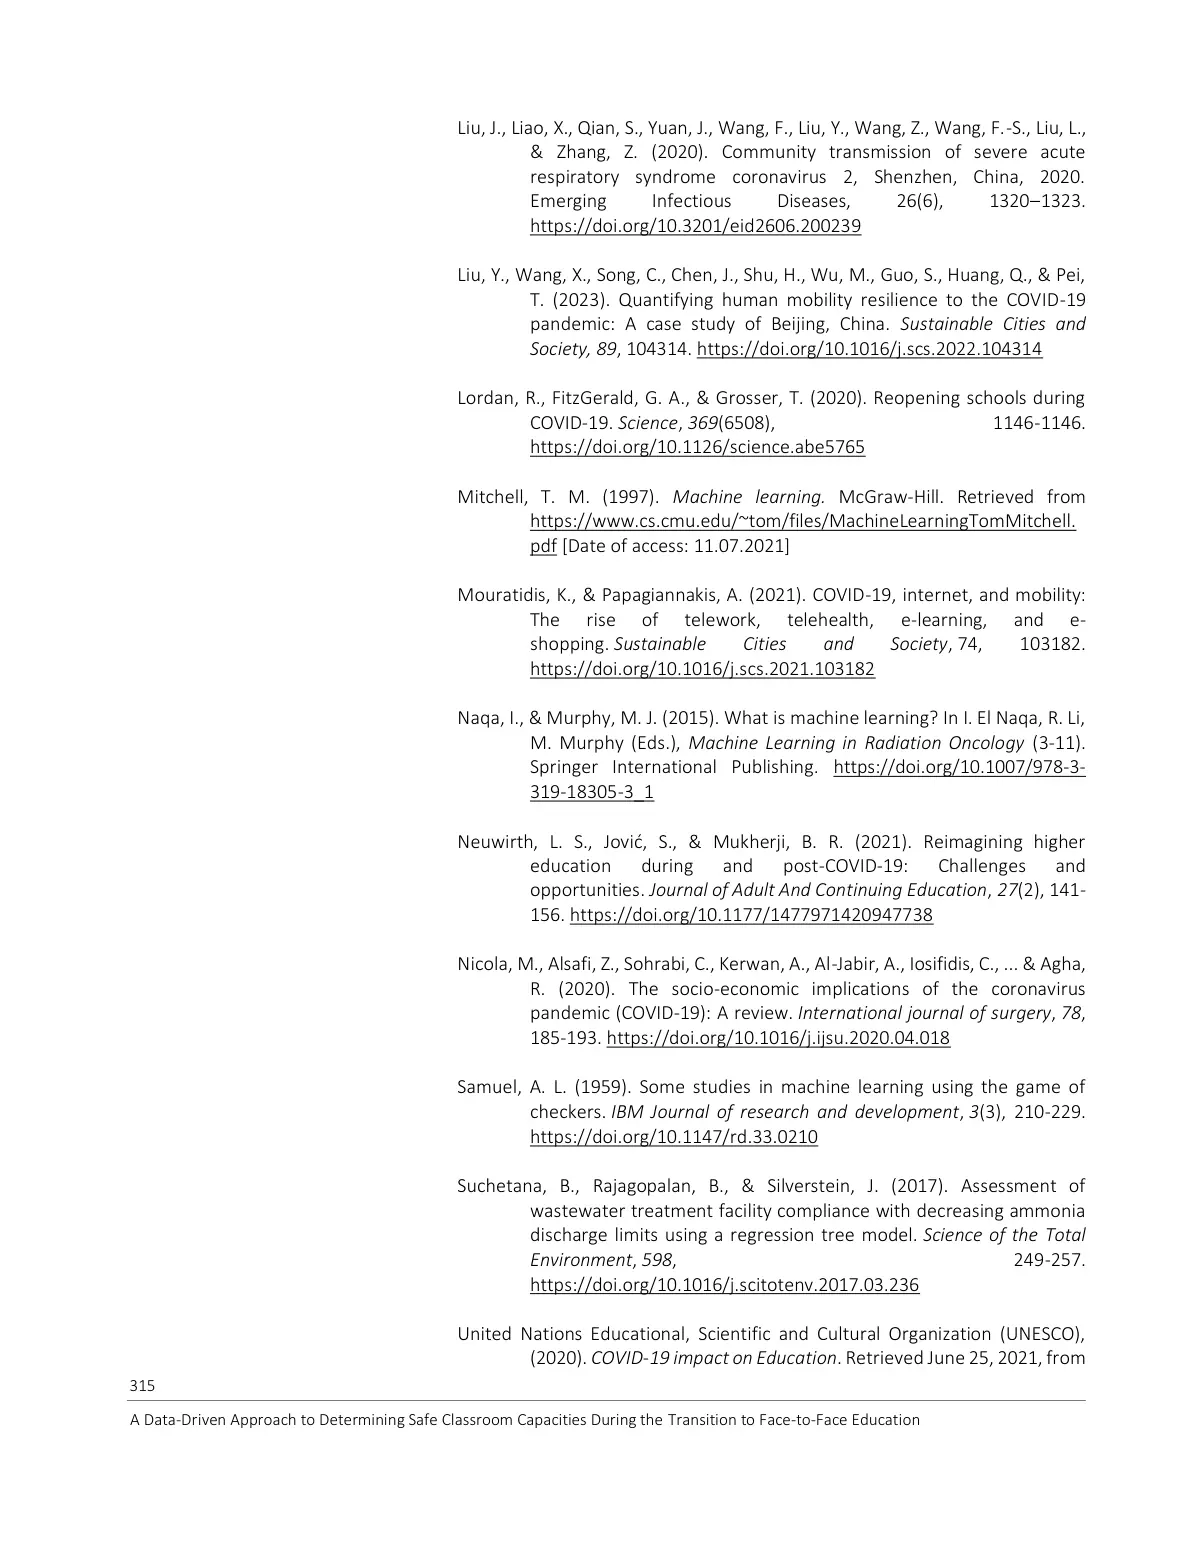 Liu, J., Liao, X., Qian, S., Yuan, J., Wang, F., Liu, Y., Wang, Z., Wang, F.-S., Liu, L.,
& Zhang, Z. (2020). Community transmission of severe acute
respiratory syndrome coronavirus 2, Shenzhen, China, 2020.
Emerging Infectious Diseases, 26(6), 1320–1323.
https://doi.org/10.3201/eid2606.200239
Liu, Y., Wang, X., Song, C., Chen, J., Shu, H., Wu, M., Guo, S., Huang, Q., & Pei,
T. (2023). Quantifying human mobility resilience to the COVID-19
pandemic: A case study of Beijing, China. Sustainable Cities and
Society, 89, 104314. https://doi.org/10.1016/j.scs.2022.104314
Lordan, R., FitzGerald, G. A., & Grosser, T. (2020). Reopening schools during
COVID-19. Science, 369(6508), 1146-1146.
https://doi.org/10.1126/science.abe5765
Mitchell, T. M. (1997). Machine learning. McGraw-Hill. Retrieved from
https://www.cs.cmu.edu/~tom/files/MachineLearningTomMitchell.
pdf [Date of access: 11.07.2021]
Mouratidis, K., & Papagiannakis, A. (2021). COVID-19, internet, and mobility:
The rise of telework, telehealth, e-learning, and e-
shopping. Sustainable Cities and Society, 74, 103182.
https://doi.org/10.1016/j.scs.2021.103182
Naqa, I., & Murphy, M. J. (2015). What is machine learning? In I. El Naqa, R. Li,
M. Murphy (Eds.), Machine Learning in Radiation Oncology (3-11).
Springer International Publishing. https://doi.org/10.1007/978-3-
319-18305-3_1
Neuwirth, L. S., Jović, S., & Mukherji, B. R. (2021). Reimagining higher
education during and post-COVID-19: Challenges and
opportunities. Journal of Adult And Continuing Education, 27(2), 141-
156. https://doi.org/10.1177/1477971420947738
Nicola, M., Alsafi, Z., Sohrabi, C., Kerwan, A., Al-Jabir, A., Iosifidis, C., ... & Agha,
R. (2020). The socio-economic implications of the coronavirus
pandemic (COVID-19): A review. International journal of surgery, 78,
185-193. https://doi.org/10.1016/j.ijsu.2020.04.018
Samuel, A. L. (1959). Some studies in machine learning using the game of
checkers. IBM Journal of research and development, 3(3), 210-229.
https://doi.org/10.1147/rd.33.0210
Suchetana, B., Rajagopalan, B., & Silverstein, J. (2017). Assessment of
wastewater treatment facility compliance with decreasing ammonia
discharge limits using a regression tree model. Science of the Total
Environment, 598, 249-257.
https://doi.org/10.1016/j.scitotenv.2017.03.236
United Nations Educational, Scientific and Cultural Organization (UNESCO),
(2020). COVID-19 impact on Education. Retrieved June 25, 2021, from
315
A Data-Driven Approach to Determining Safe Classroom Capacities During the Transition to Face-to-Face Education